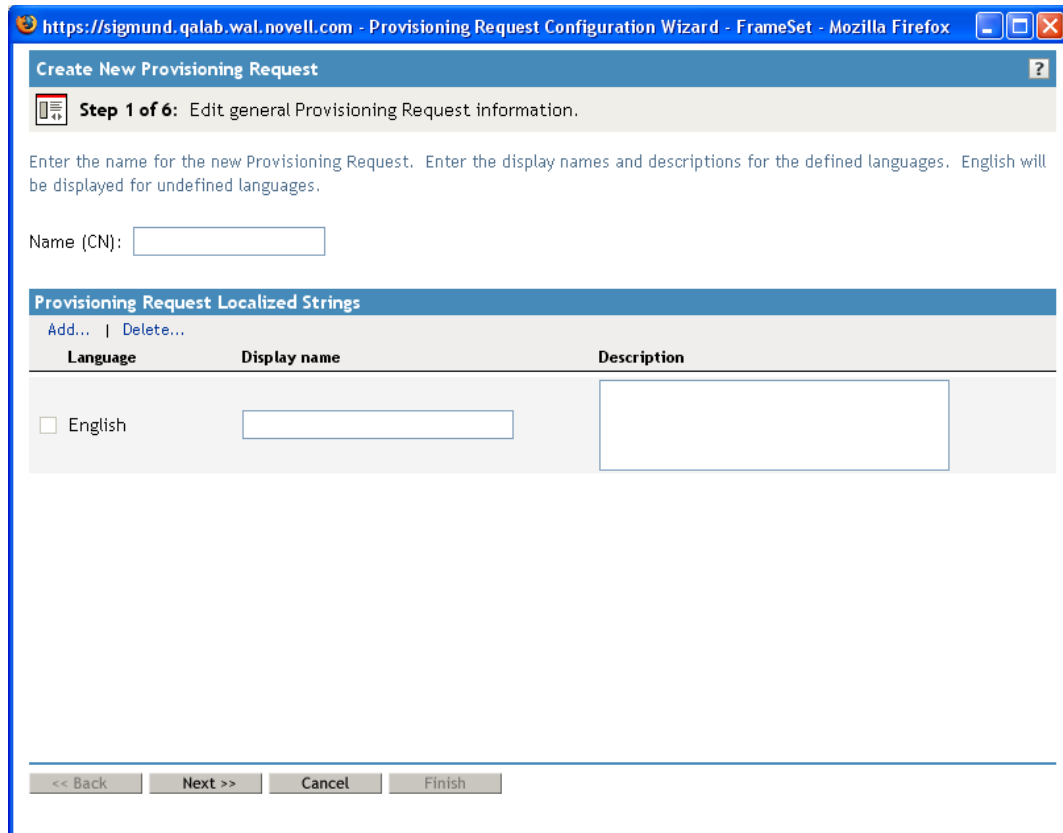 https://sigmund.qalab.wal.novell.com - Provisioning Request Configuration Wizard - FrameSet - Mozilla Firefox
Create New Provisioning Request
?
Step 1 of 6: Edit general Provisioning Request information.
Enter the name for the new Provisioning Request. Enter the display names and descriptions for the defined languages. English will
be displayed for undefined languages.
Name (CN):
Provisioning Request Localized Strings
Add... | Delete...
Language Display name Description
English
<< Back Next >> Cancel Finish